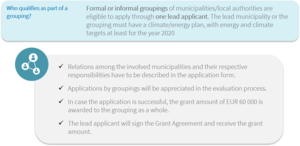 Who qualifies as part of a
grouping?
Formal or informal groupings of municipalities/local authorities are
eligible to apply through one lead applicant. The lead municipality or the
grouping must have a climate/energy plan, with energy and climate
targets at least for the year 2020
✓ Relations among the involved municipalities and their respective
responsibilities have to be described in the application form.
✓ Applications by groupings will be appreciated in the evaluation process.
✓ In case the application is successful, the grant amount of EUR 60 000 is
awarded to the grouping as a whole.
✓ The lead applicant will sign the Grant Agreement and receive the grant
amount.